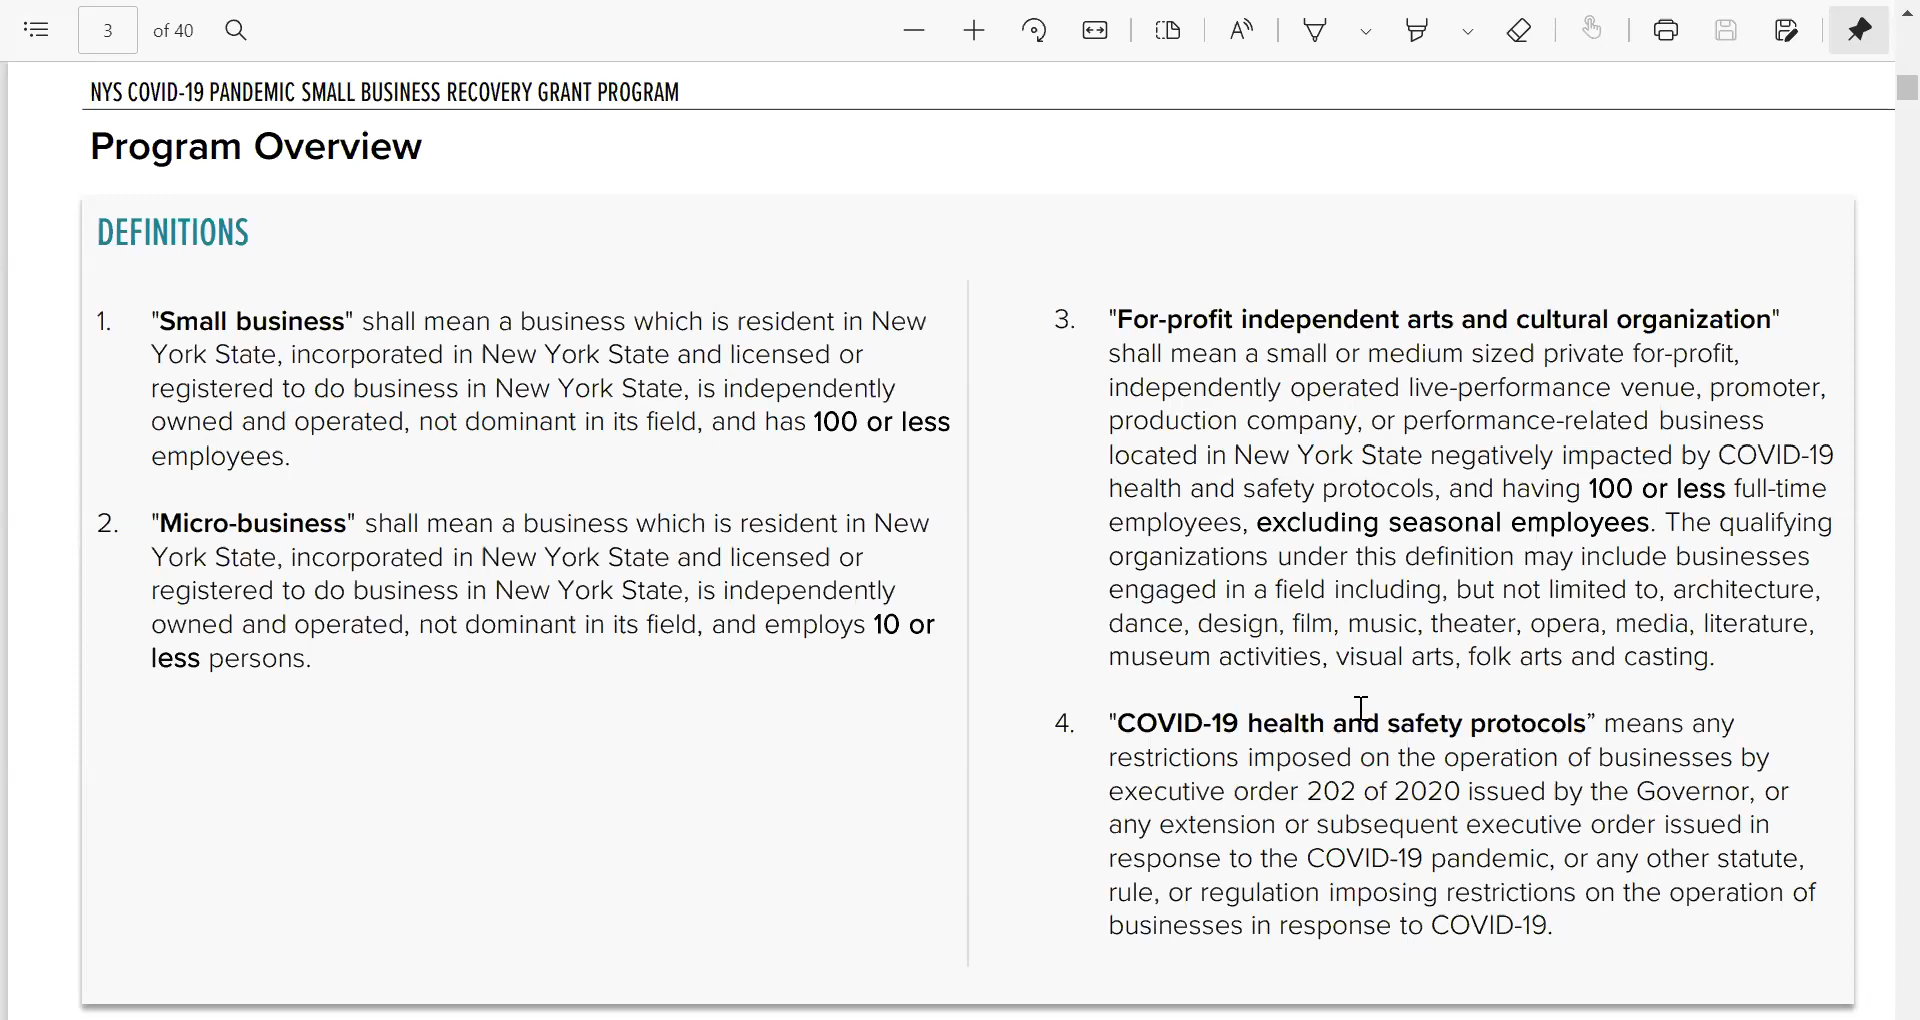 3 of 40
NYS COVID-19 PANDEMIC SMALL BUSINESS RECOVERY GRANT PROGRAM
Program Overview
DEFINITIONS
1. "Small business" shall mean a business which is resident in New
York State, incorporated in New York State and licensed or
registered to do business in New York State, is independently
owned and operated, not dominant in its field, and has 100 or less
employees.
2. "Micro-business" shall mean a business which is resident in New
York State, incorporated in New York State and licensed or
registered to do business in New York State, is independently
owned and operated, not dominant in its field, and employs 10 or
less persons.
3. "For-profit independent arts and cultural organization"
shall mean a small or medium sized private for-profit,
independently operated live-performance venue, promoter,
production company, or performance-related business
located in New York State negatively impacted by COVID-19
health and safety protocols, and having 100 or less full-time
employees, excluding seasonal employees. The qualifying
organizations under this definition may include businesses
engaged in a field including, but not limited to, architecture,
dance, design, film, music, theater, opera, media, literature,
museum activities, visual arts, folk arts and casting.
4. "COVID-19 health and safety protocols” means any
restrictions imposed on the operation of businesses by
executive order 202 of 2020 issued by the Governor, or
any extension or subsequent executive order issued in
response to the COVID-19 pandemic, or any other statute,
rule, or regulation imposing restrictions on the operation of
businesses in response to COVID-19.